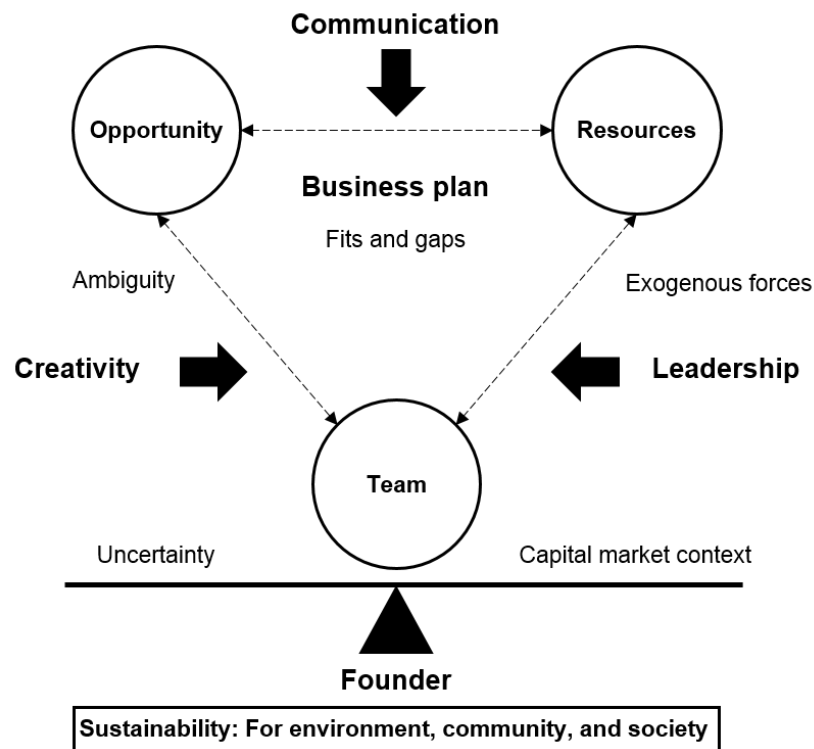 Communication
Opportunity
Resources
Business plan
Fits and gaps
Ambiguity
Exogenous forces
Creativity
Leadership
Team
Uncertainty
Capital market context
Founder
Sustainability: For environment, community, and society